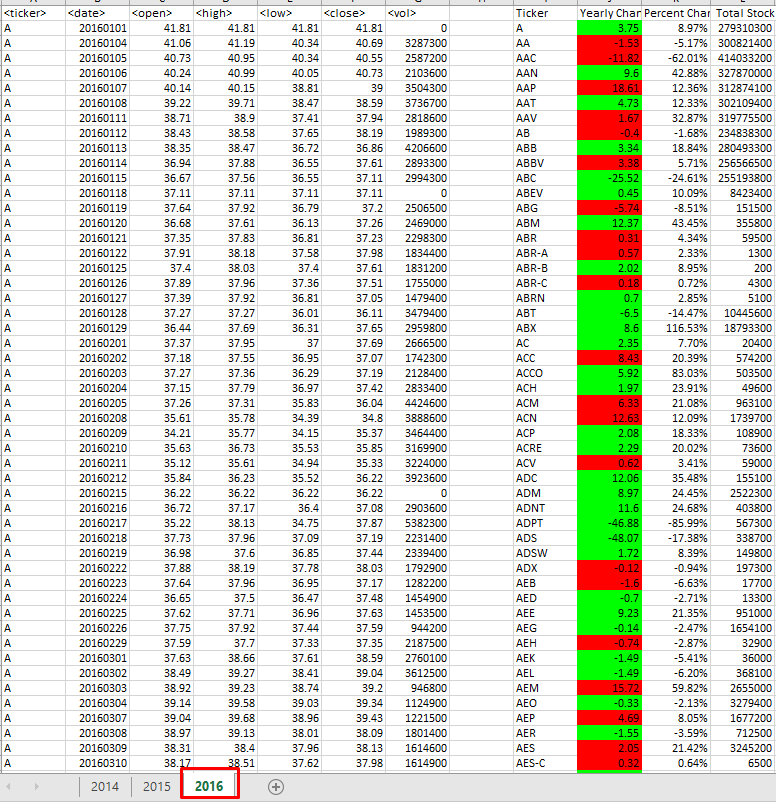 <ticker> <date> <open> <high> <low> <close> <vol> Ticker Yearly Char Percent Char Total Stock
A 20160101 41.81 41.81 41.81 41.81 0 A 3.75 8.97% 279310300
A 20160104 41.06 41.19 40.34 40.69 3287300 AA -1.53 -5.17% 300821400
A 20160105 40.73 40.95 40.34 40.55 2587200 AAC -11.82 -62.01% 414033200
A 20160106 40.24 40.99 40.05 40.73 2103600 AAN 9.6 42.88% 327870000
A 20160107 40.14 40.15 38.81 39 3504300 AAP 18.61 12.36% 312874100
A 20160108 39.22 39.71 38.47 38.59 3736700 AAT 4.73 12.33% 302109400
A 20160111 38.71 38.9 37.41 37.94 2818600 AAV 1.67 32.87% 319775500
A 20160112 38.43 38.58 37.65 38.19 1989300 AB -0.4 -1.68% 234838300
A 20160113 38.35 38.47 36.72 36.86 4206600 ABB 3.34 18.84% 280493300
A 20160114 36.94 37.88 36.55 37.61 2893300 ABBV 3.38 5.71% 256566500
A 20160115 36.67 37.56 36.55 37.11 2994300 ABC -25.52 -24.61% 255193800
A 20160118 37.11 37.11 37.11 37.11 0 ABEV 0.45 10.09% 8423400
A 20160119 37.64 37.92 36.79 37.2 2506500 ABG -5.74 -8.51% 151500
A 20160120 36.68 37.61 36.13 37.26 2469000 ABM 12.37 43.45% 355800
A 20160121 37.35 37.83 36.81 37.23 2298300 ABR 0.31 4.34% 59500
A 20160122 37.91 38.18 37.58 37.98 1834400 ABR-A 0.57 2.33% 1300
A 20160125 37.4 38.03 37.4 37.61 1831200 ABR-B 2.02 8.95% 200
A 20160126 37.89 37.96 37.36 37.51 1755000 ABR-C 0.18 0.72% 4300
A 20160127 37.39 37.92 36.81 37.05 1479400 ABRN 0.7 2.85% 5100
A 20160128 37.27 37.27 36.01 36.11 3479400 ABT -6.5 -14.47% 10445600
A 20160129 36.44 37.69 36.31 37.65 2959800 ABX 8.6 116.53% 18793300
A 20160201 37.37 37.95 37 37.69 2666500 AC 2.35 7.70% 20400
A 20160202 37.18 37.55 36.95 37.07 1742300 ACC 8.43 20.39% 574200
A 20160203 37.27 37.36 36.29 37.19 2128400 ACCO 5.92 83.03% 503500
A 20160204 37.15 37.79 36.97 37.42 2833400 ACH 1.97 23.91% 49600
A 20160205 37.26 37.31 35.83 36.04 4424600 ACM 6.33 21.08% 963100
A 20160208 35.61 35.78 34.39 34.8 3888600 ACN 12.63 12.09% 1739700
A 20160209 34.21 35.77 34.15 35.37 3464400 ACP 2.08 18.33% 108900
A 20160210 35.63 36.73 35.53 35.85 3169900 ACRE 2.29 20.02% 73600
A 20160211 35.12 35.61 34.94 35.33 3224000 ACV 0.62 3.41% 59000
A 20160212 35.84 36.23 35.52 36.22 3923600 ADC 12.06 35.48% 155100
A 20160215 36.22 36.22 36.22 36.22 0 ADM 8.97 24.45% 2522300
A 20160216 36.72 37.17 36.4 37.08 2903600 ADNT 11.6 24.68% 403800
A 20160217 35.22 38.13 34.75 37.87 5382300 ADPT -46.88 -85.99% 567300
A 20160218 37.73 37.96 37.09 37.19 2231400 ADS -48.07 -17.38% 338700
A 20160219 36.98 37.6 36.85 37.44 2339400 ADSW 1.72 8.39% 149800
A 20160222 37.88 38.19 37.78 38.03 1792900 ADX -0.12 -0.94% 197300
A 20160223 37.64 37.96 36.95 37.17 1282200 AEB -1.6 -6.63% 17700
A 20160224 36.65 37.5 36.47 37.48 1454900 AED -0.7 -2.71% 13300
A 20160225 37.62 37.71 36.96 37.63 1453500 AEE 9.23 21.35% 951000
A 20160226 37.75 37.92 37.44 37.59 944200 AEG -0.14 -2.47% 1654100
A 20160229 37.59 37.7 37.33 37.35 2187500 AEH -0.74 -2.87% 32900
A 20160301 37.63 38.66 37.61 38.59 2760100 AEK -1.49 -5.41% 36000
A 20160302 38.49 39.27 38.41 39.04 3612500 AEL -1.49 -6.20% 368100
A 20160303 38.92 39.23 38.74 39.2 946800 AEM 15.72 59.82% 2655000
A 20160304 39.14 39.58 39.03 39.34 1124900 AEO -0.33 -2.13% 3279400
A 20160307 39.04 39.68 38.96 39.43 1221500 AEP 4.69 8.05% 1677200
A 20160308 38.97 39.13 38.01 38.09 1801400 AER -1.55 -3.59% 712500
A 20160309 38.31 38.4 37.96 38.13 1614600 AES 2.05 21.42% 3245200
A 20160310 38.17 38.51 37.62 37.98 1614900 AES-C 0.32 0.64% 6500
2014 2015 2016